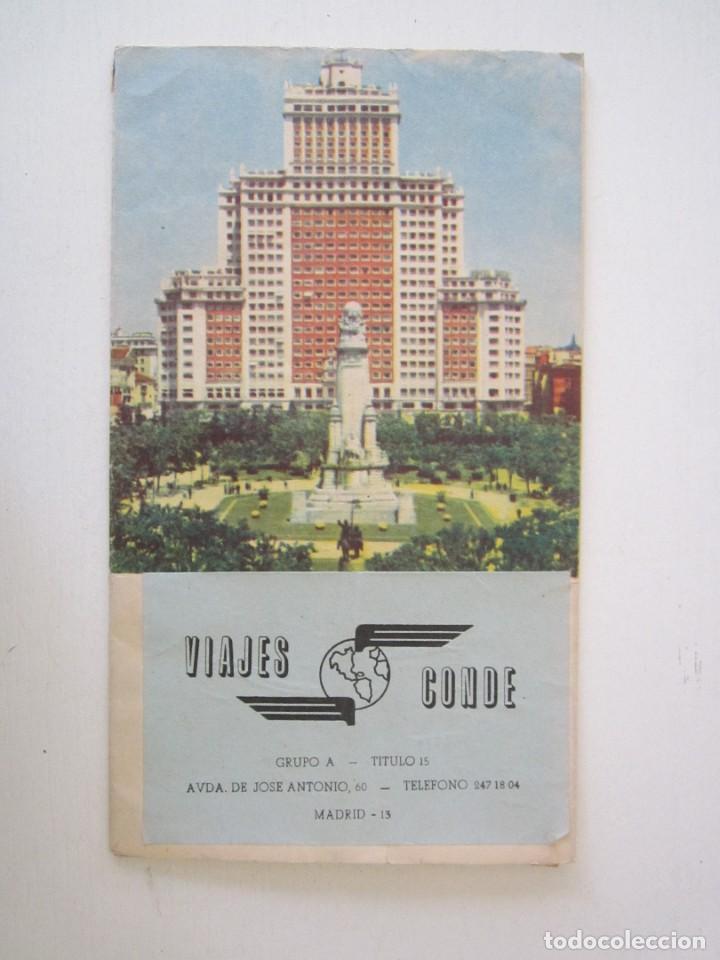 VIAJES CONDE
GRUPO A — TITULO 15
AVDA. DE JOSE ANTONIO, 60 — TELEFONO 247 18 04
MADRID - 13
todocoleccion